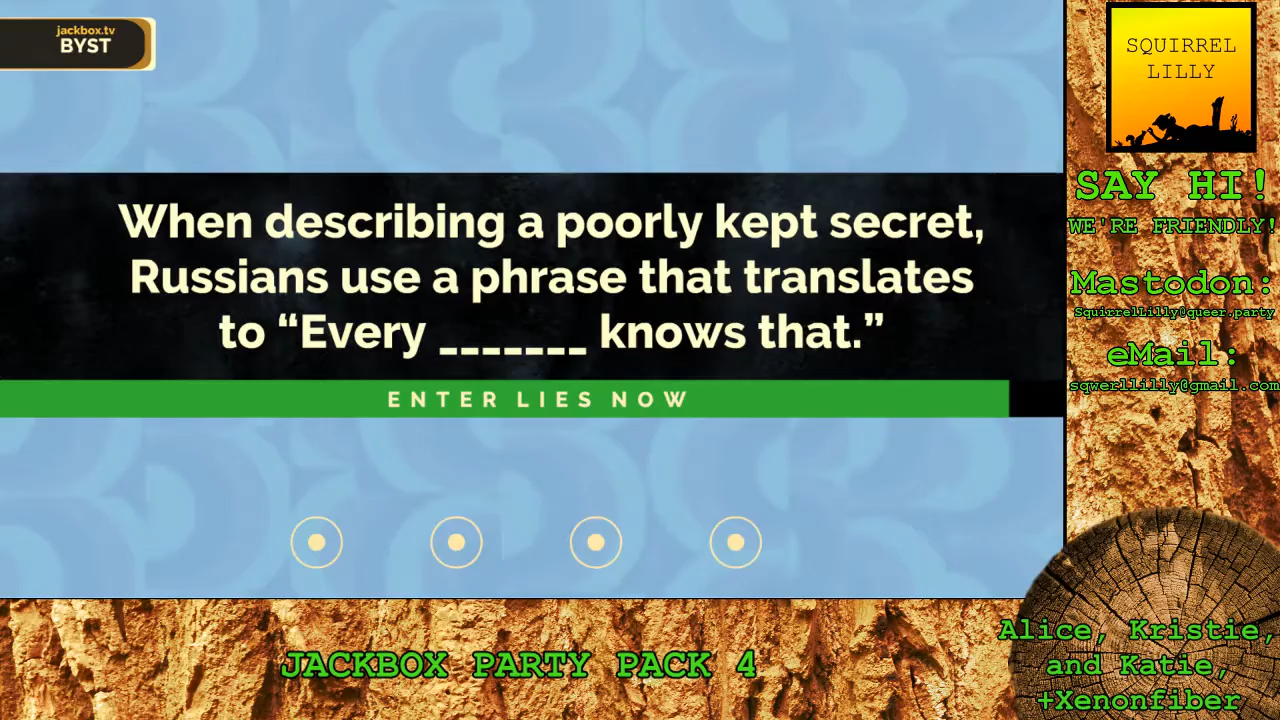 jackbox.tv
BYST
When describing a poorly kept secret,
Russians use a phrase that translates
to “Every _______ knows that.”
ENTER LIES NOW
SQUIRREL
LILLY
SAY HI!
WE'RE FRIENDLY!
Mastodon:
SquirrelLilly@queer.party
eMail:
sqwerllilly@gmail.com
JACKBOX PARTY PACK 4
Alice, Kristie,
and Katie,
+Xenonfiber